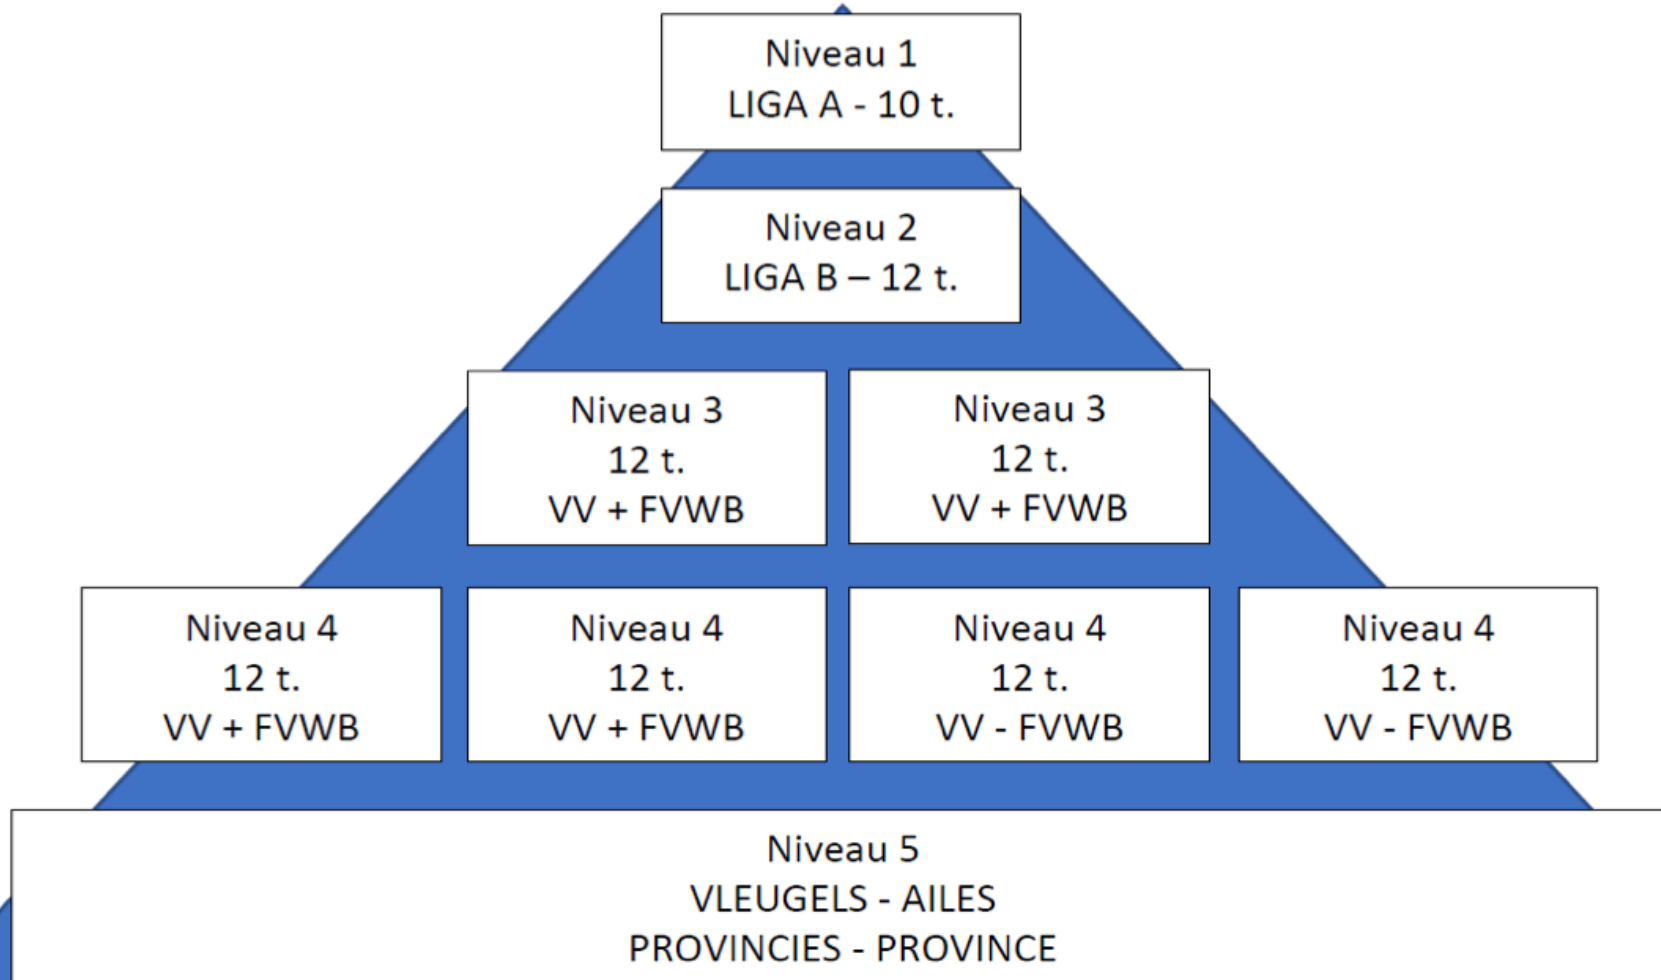 Niveau 1
LIGA A - 10 t.
Niveau 2
LIGA B – 12 t.
Niveau 3
12 t.
VV + FVWB
Niveau 3
12 t.
VV + FVWB
Niveau 4
12 t.
VV + FVWB
Niveau 4
12 t.
VV + FVWB
Niveau 4
12 t.
VV - FVWB
Niveau 4
12 t.
VV - FVWB
Niveau 5
VLEUGELS - AILES
PROVINCIES - PROVINCE